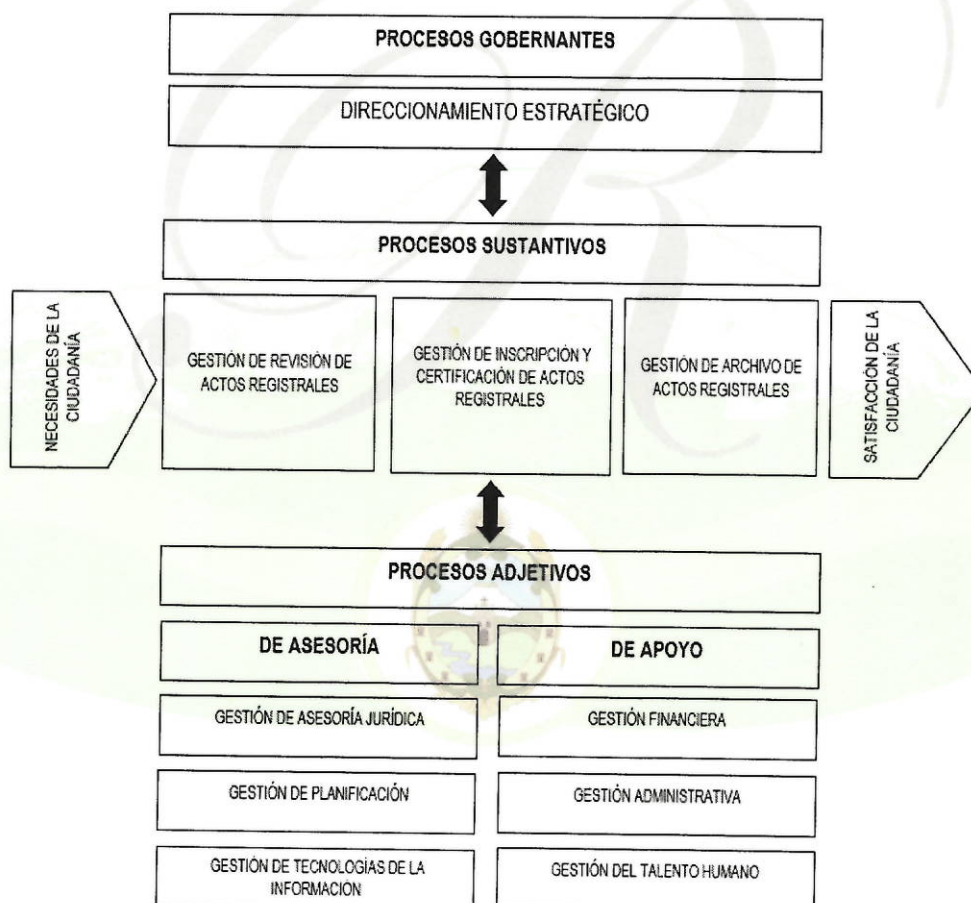 PROCESOS GOBERNANTES
DIRECCIONAMIENTO ESTRATÉGICO
PROCESOS SUSTANTIVOS
NECESIDADES DE LA
CIUDADANÍA
GESTIÓN DE REVISIÓN DE
ACTOS REGISTRALES
GESTIÓN DE INSCRIPCIÓN Y
CERTIFICACIÓN DE ACTOS
REGISTRALES
GESTIÓN DE ARCHIVO DE
ACTOS REGISTRALES
SATISFACCIÓN DE LA
CIUDADANÍA
PROCESOS ADJETIVOS
DE ASESORÍA
DE APOYO
GESTIÓN DE ASESORÍA JURÍDICA
GESTIÓN FINANCIERA
GESTIÓN DE PLANIFICACIÓN
GESTIÓN ADMINISTRATIVA
GESTIÓN DE TECNOLOGÍAS DE LA
INFORMACIÓN
GESTIÓN DEL TALENTO HUMANO